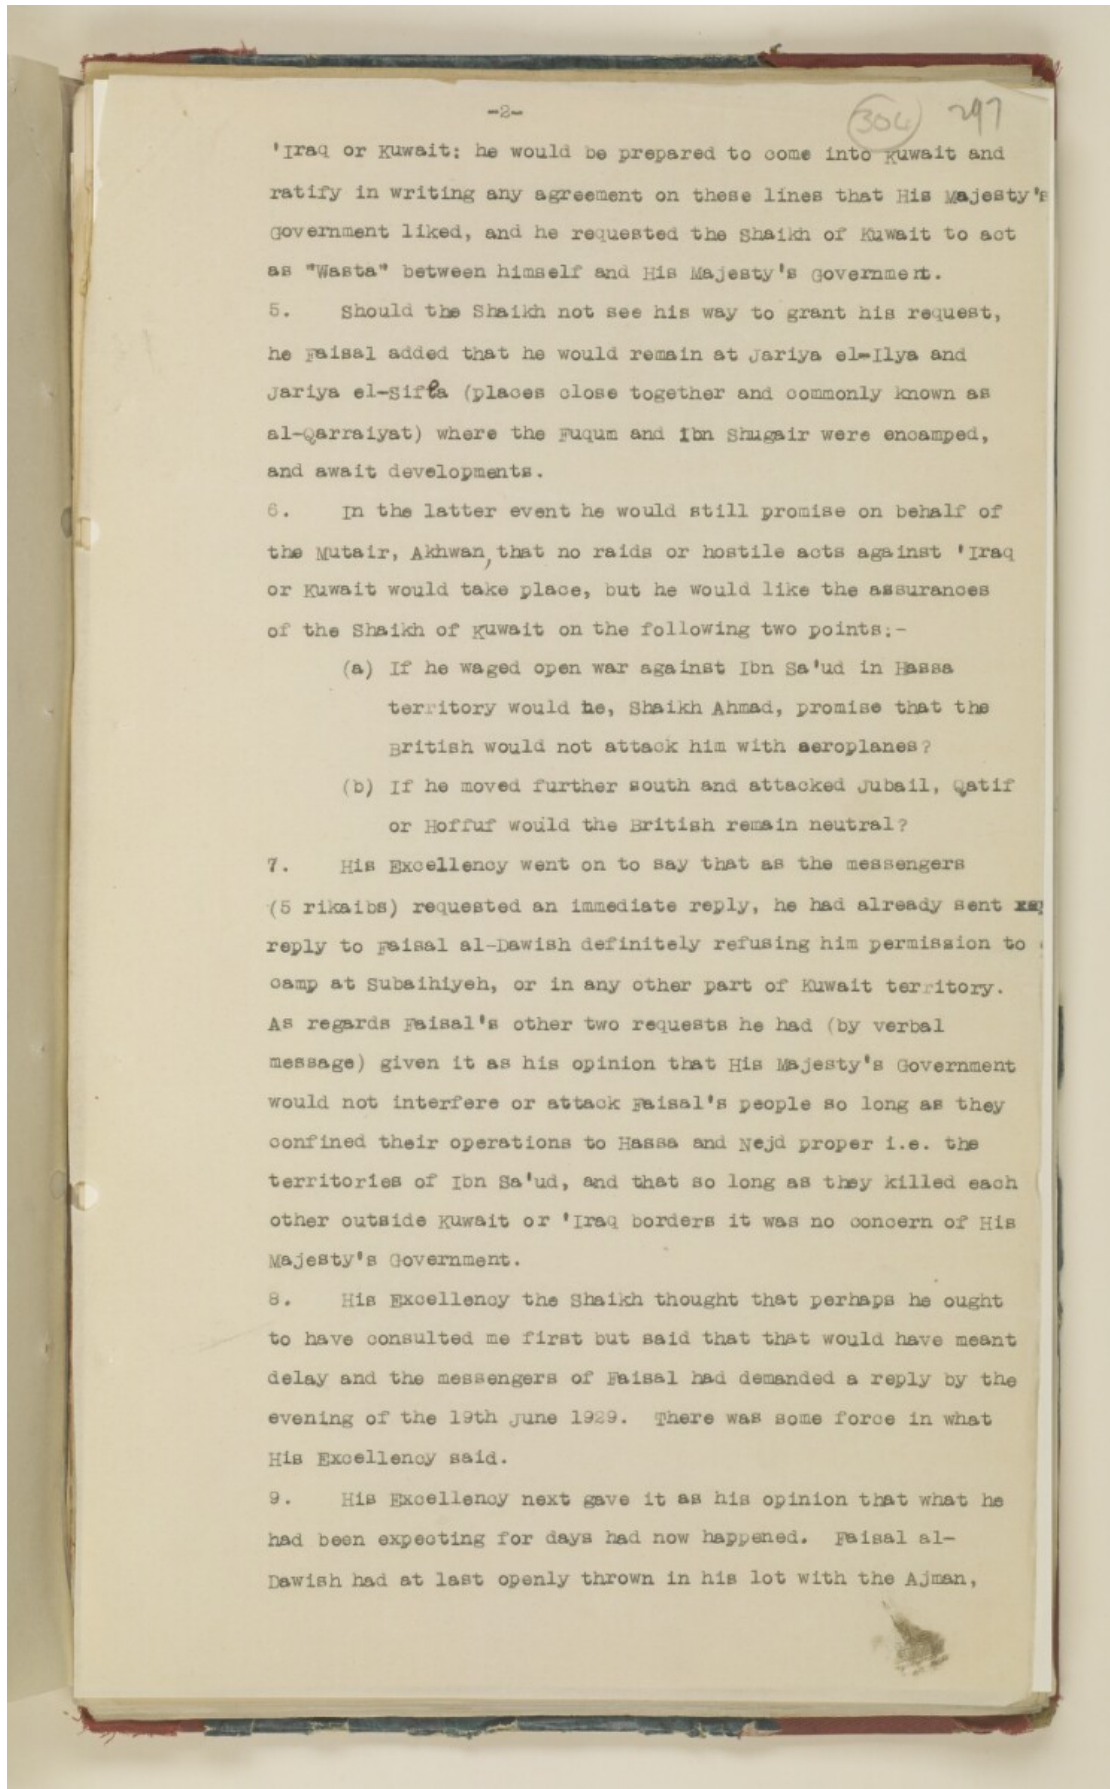 -2-
304 297
'Iraq or Kuwait: he would be prepared to come into Kuwait and
ratify in writing any agreement on these lines that His Majesty's
Government liked, and he requested the Shaikh of Kuwait to act
as "Wasta" between himself and His Majesty's Government.
5. Should the Shaikh not see his way to grant his request,
he Faisal added that he would remain at Jariya el-Ilya and
Jariya el-Sifla (places close together and commonly known as
al-Qarraiyat) where the Fuqum and Ibn Shugair were encamped,
and await developments.
6. In the latter event he would still promise on behalf of
the Mutair, Akhwan, that no raids or hostile acts against 'Iraq
or Kuwait would take place, but he would like the assurances
of the Shaikh of Kuwait on the following two points:-
(a) If he waged open war against Ibn Sa'ud in Hassa
territory would he, Shaikh Ahmad, promise that the
British would not attack him with aeroplanes?
(b) If he moved further south and attacked Jubail, Qatif
or Hoffuf would the British remain neutral?
7. His Excellency went on to say that as the messengers
(5 rikaibs) requested an immediate reply, he had already sent
reply to Faisal al-Dawish definitely refusing him permission to
camp at Subaihiyeh, or in any other part of Kuwait territory.
As regards Faisal's other two requests he had (by verbal
message) given it as his opinion that His Majesty's Government
would not interfere or attack Faisal's people so long as they
confined their operations to Hassa and Nejd proper i.e. the
territories of Ibn Sa'ud, and that so long as they killed each
other outside Kuwait or 'Iraq borders it was no concern of His
Majesty's Government.
8. His Excellency the Shaikh thought that perhaps he ought
to have consulted me first but said that that would have meant
delay and the messengers of Faisal had demanded a reply by the
evening of the 19th June 1929. There was some force in what
His Excellency said.
9. His Excellency next gave it as his opinion that what he
had been expecting for days had now happened. Faisal al-
Dawish had at last openly thrown in his lot with the Ajman,